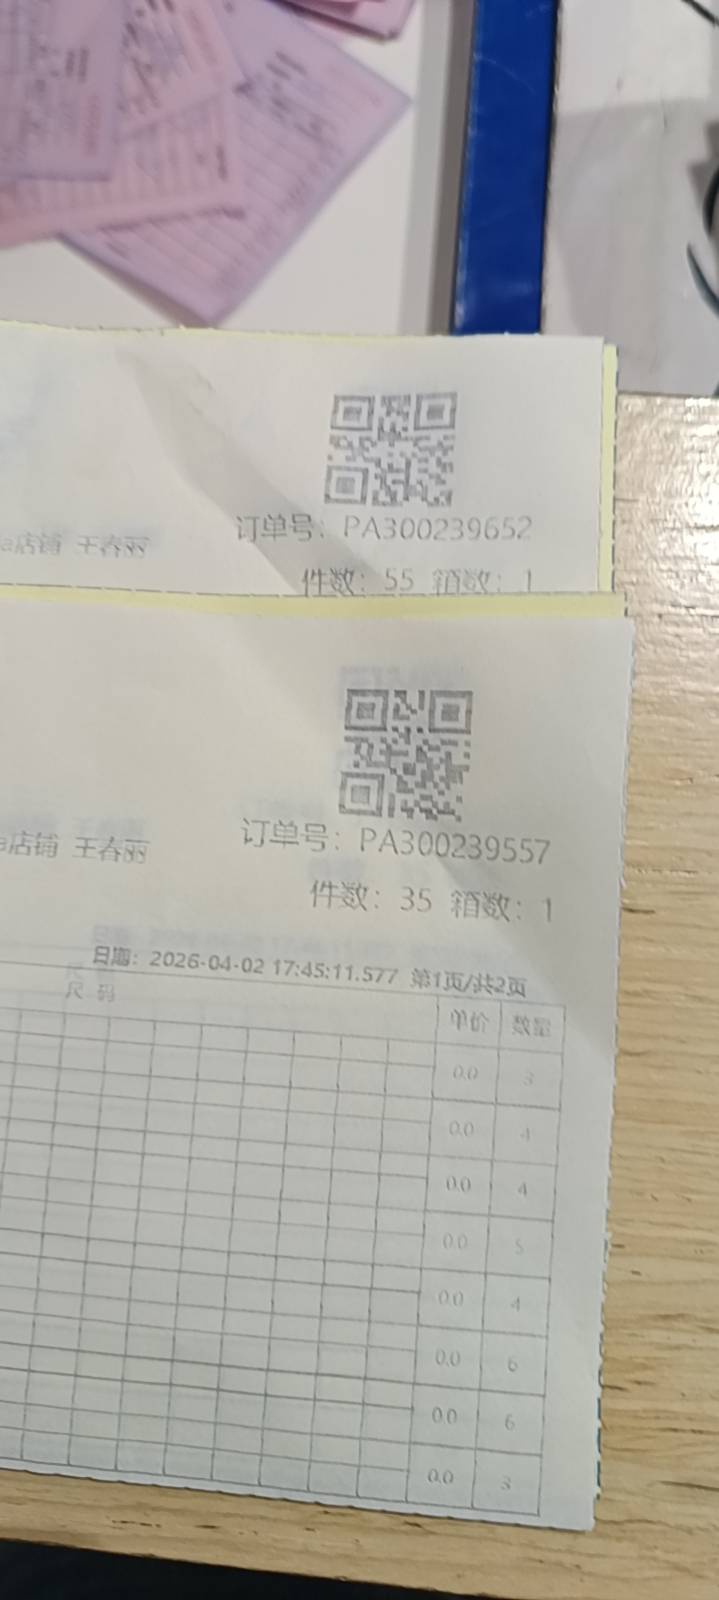 a店铺 王春丽
订单号：PA300239652
件数：55 箱数：1
a店铺 王春丽
订单号：PA300239557
件数：35 箱数：1
日期：2026-04-02 17:45:11.577 第1页/共2页
尺 码
单价 数量
0.0 3
0.0 4
0.0 4
0.0 5
0.0 4
0.0 6
0.0 6
0.0 3